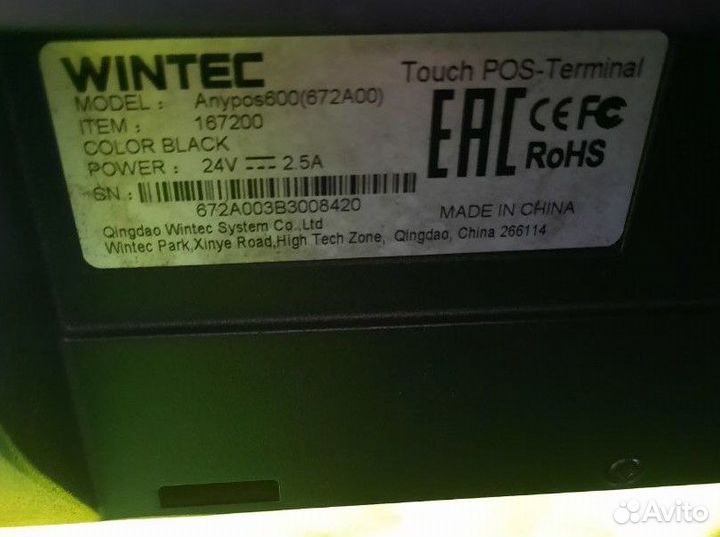 WINTEC
Touch POS-Terminal
MODEL : Anypos600(672A00)
ITEM : 167200
COLOR BLACK
POWER : 24V 2.5A
SN :
672A003B3008420
EAC CE FC
RoHS
MADE IN CHINA
Qingdao Wintec System Co.,Ltd
Wintec Park,Xinye Road,High Tech Zone, Qingdao, China 266114
Avito